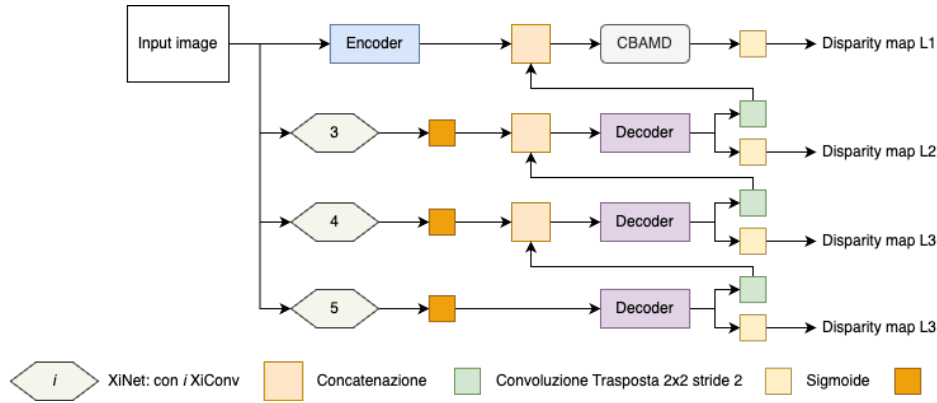 Input image
Encoder
CBAMD
Disparity map L1
3
Decoder
Disparity map L2
4
Decoder
Disparity map L3
5
Decoder
Disparity map L3
i XiNet: con i XiConv Concatenazione Convoluzione Trasposta 2x2 stride 2 Sigmoide